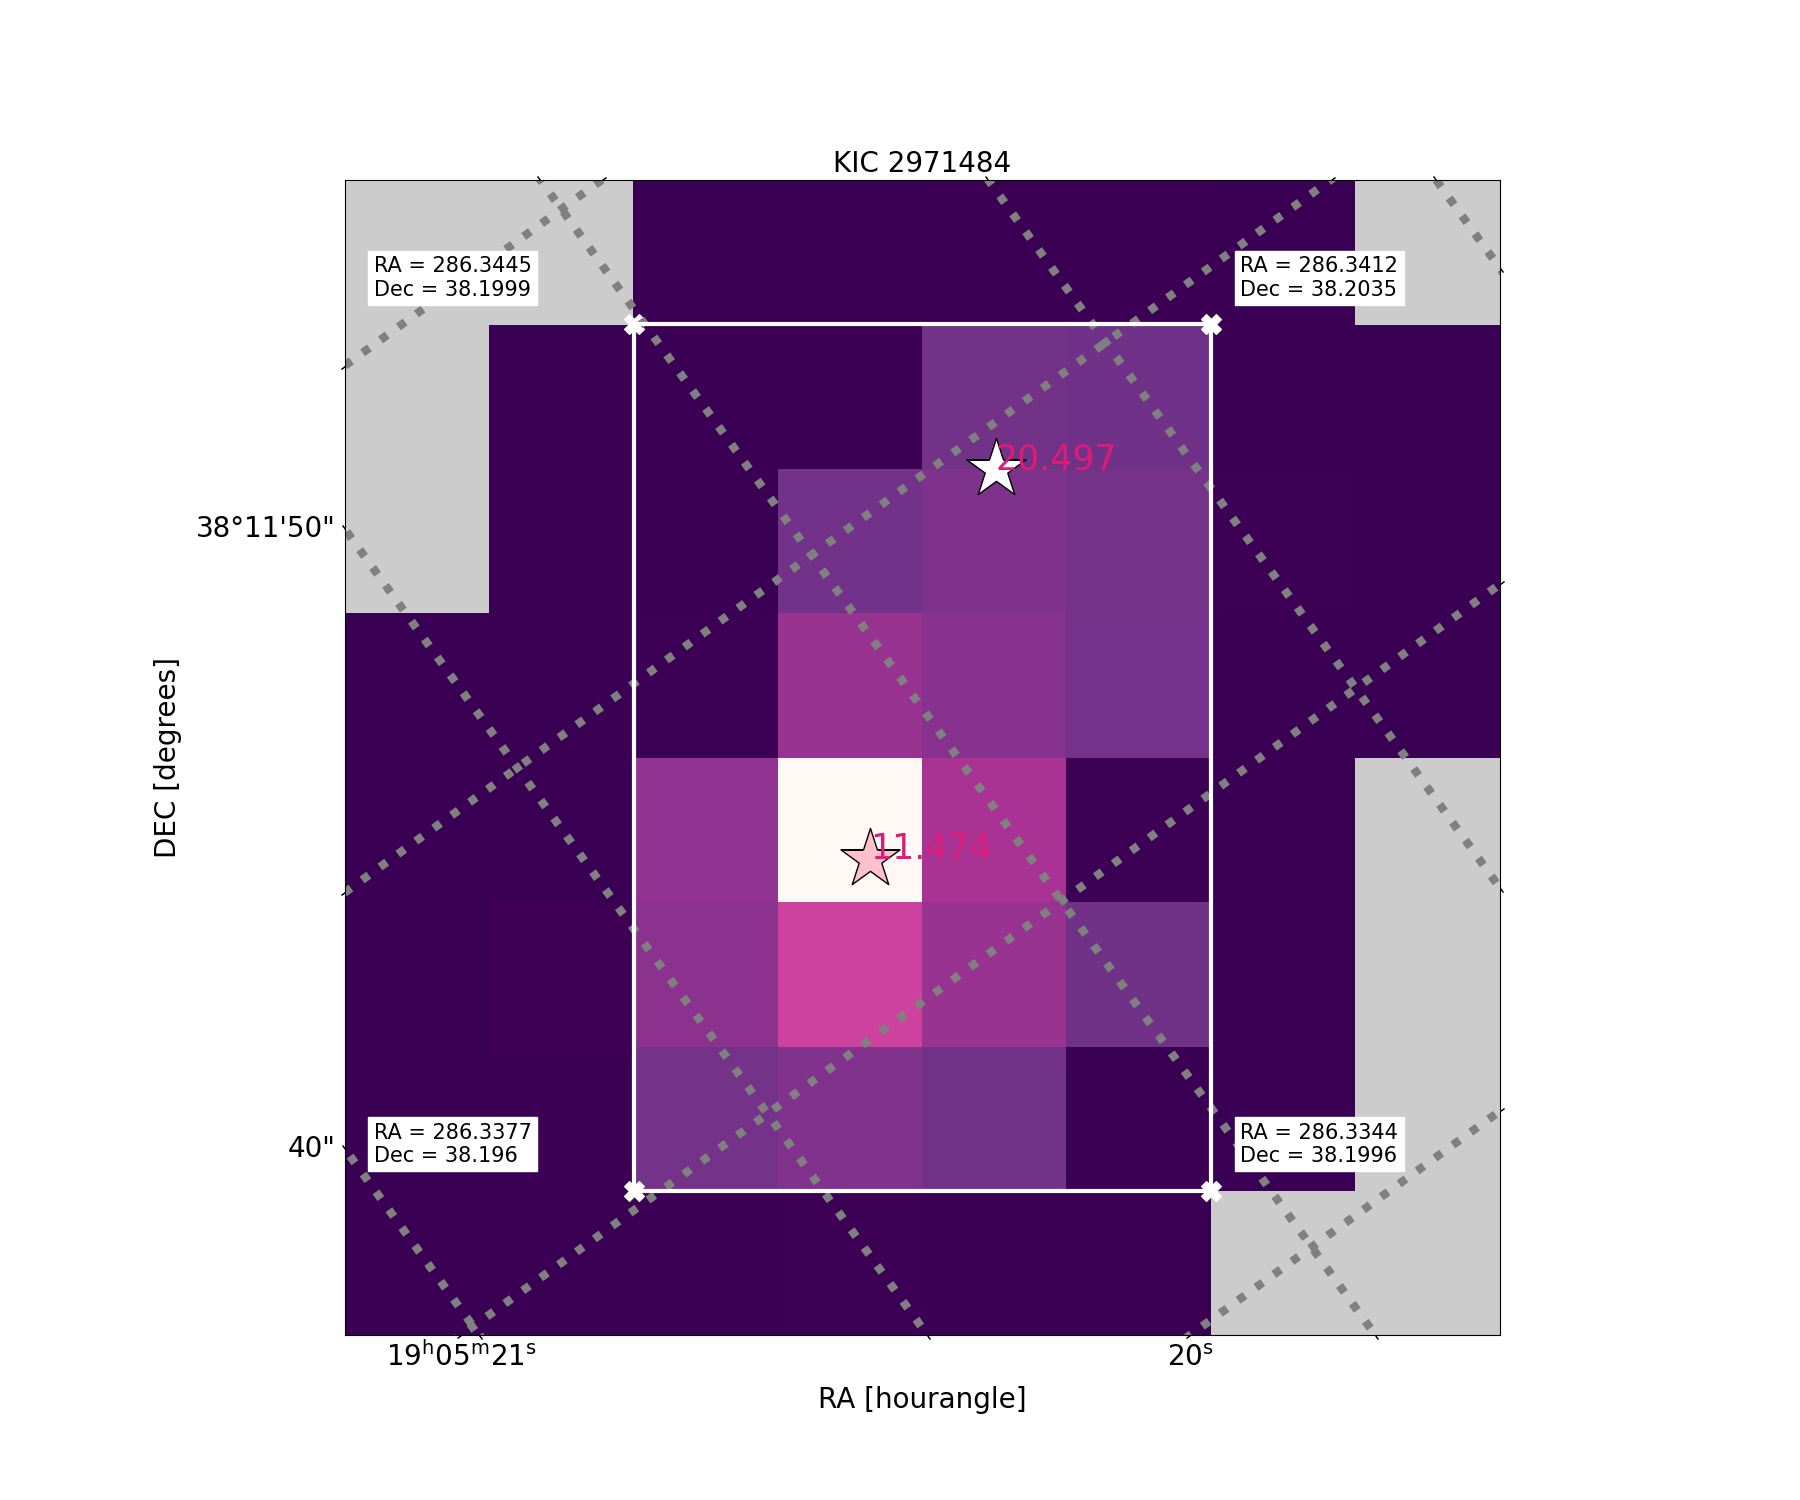 KIC 2971484
RA = 286.3445
Dec = 38.1999
RA = 286.3412
Dec = 38.2035
20.497
38°11'50"
DEC [degrees]
11.474
40"
RA = 286.3377
Dec = 38.196
RA = 286.3344
Dec = 38.1996
19ʰ05ᵐ21ˢ
20ˢ
RA [hourangle]